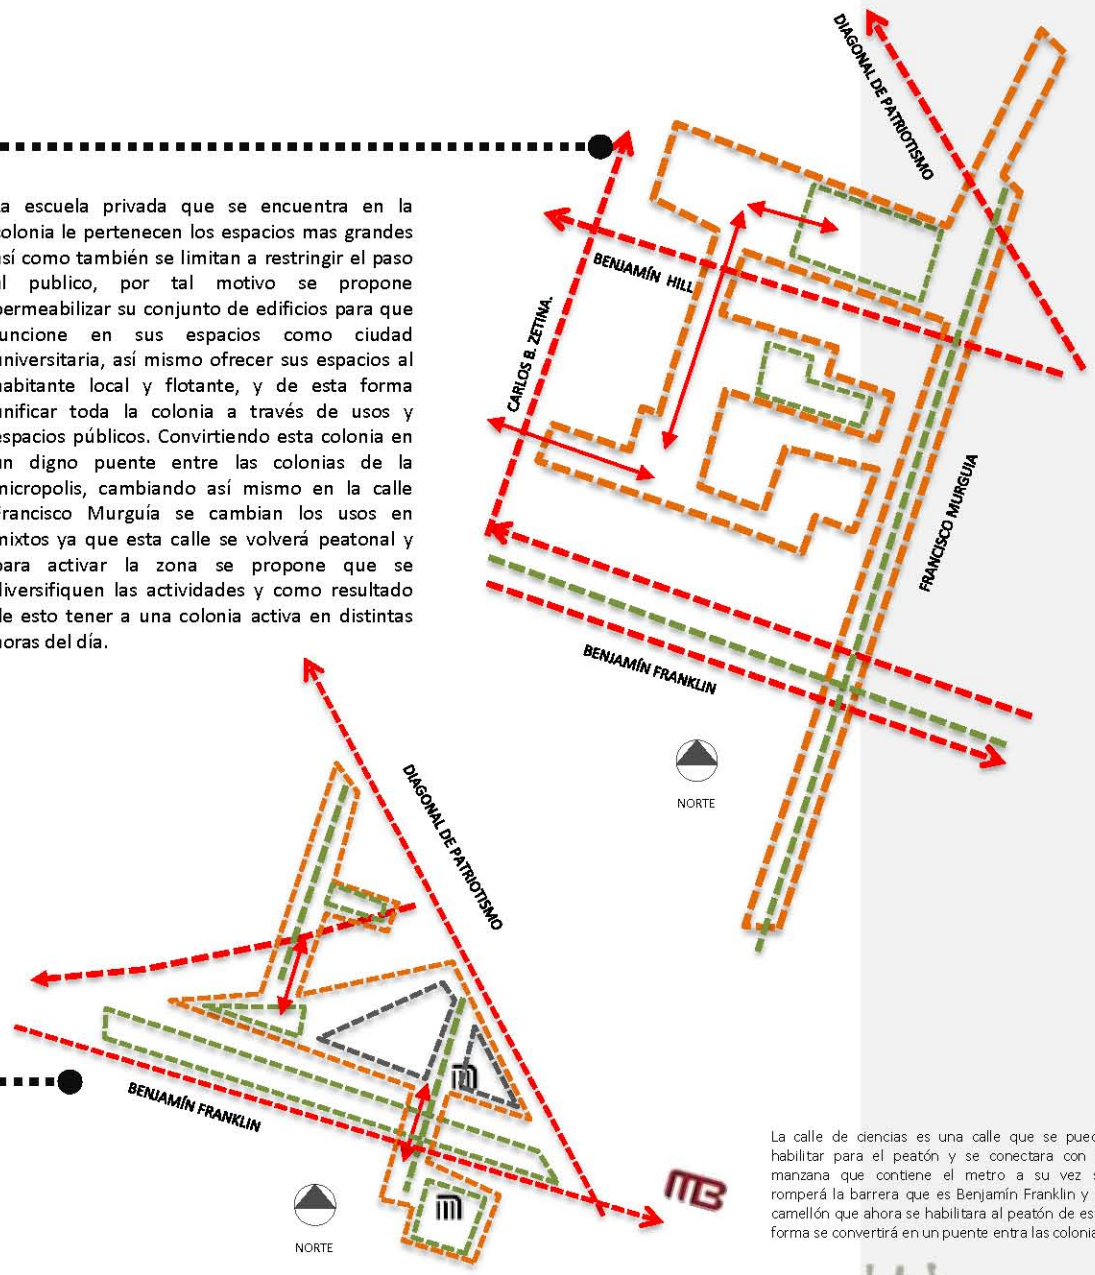 DIAGONAL DE PATRIOTISMO
BENJAMÍN HILL
CARLOS B. ZETINA.
FRANCISCO MURGUIA
BENJAMÍN FRANKLIN
NORTE
La escuela privada que se encuentra en la
colonia le pertenecen los espacios mas grandes
así como también se limitan a restringir el paso
al publico, por tal motivo se propone
permeabilizar su conjunto de edificios para que
funcione en sus espacios como ciudad
universitaria, así mismo ofrecer sus espacios al
habitante local y flotante, y de esta forma
unificar toda la colonia a través de usos y
espacios públicos. Convirtiendo esta colonia en
un digno puente entre las colonias de la
micropolis, cambiando así mismo en la calle
Francisco Murguía se cambian los usos en
mixtos ya que esta calle se volverá peatonal y
para activar la zona se propone que se
diversifiquen las actividades y como resultado
de esto tener a una colonia activa en distintas
horas del día.
DIAGONAL DE PATRIOTISMO
BENJAMÍN FRANKLIN
NORTE
MB
La calle de ciencias es una calle que se pued
habilitar para el peatón y se conectara con
manzana que contiene el metro a su vez s
romperá la barrera que es Benjamín Franklin y
camellón que ahora se habilitara al peatón de es
forma se convertirá en un puente entra las colonia